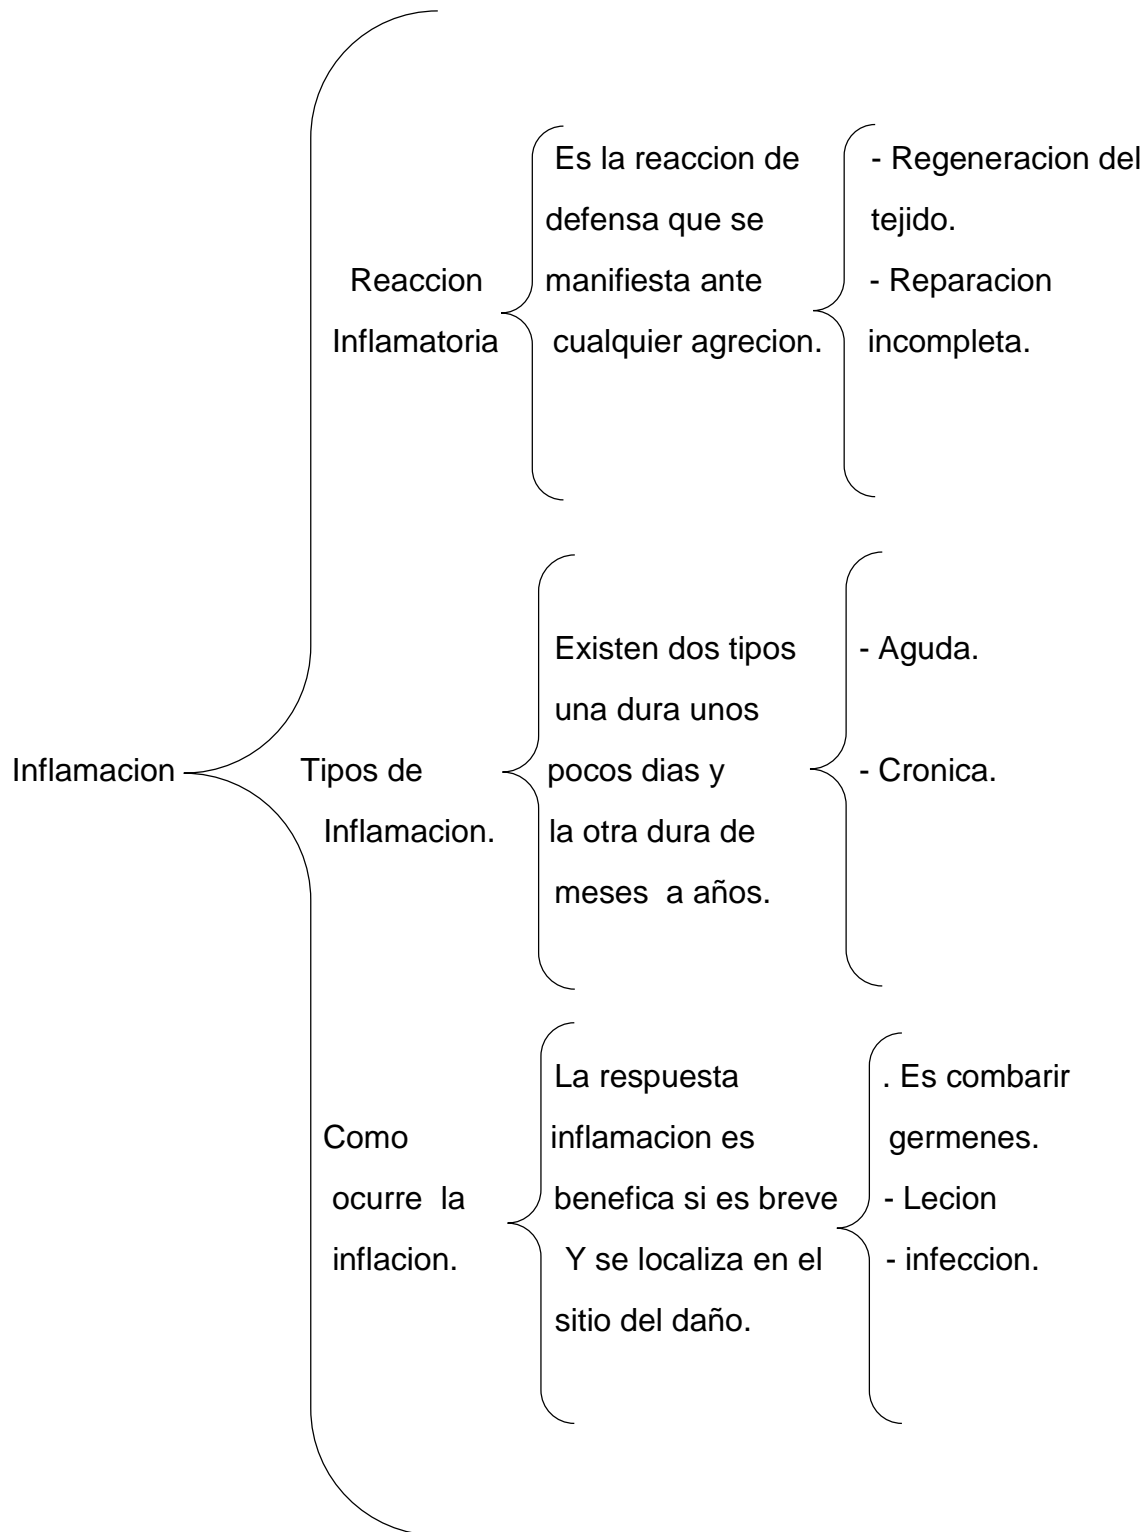 Inflamacion
Reaccion
Inflamatoria
Es la reaccion de
defensa que se
manifiesta ante
cualquier agrecion.
- Regeneracion del
tejido.
- Reparacion
incompleta.
Tipos de
Inflamacion.
Existen dos tipos
una dura unos
pocos dias y
la otra dura de
meses  a años.
- Aguda.
- Cronica.
Como
ocurre  la
inflacion.
La respuesta
inflamacion es
benefica si es breve
Y se localiza en el
sitio del daño.
. Es combarir
germenes.
- Lecion
- infeccion.